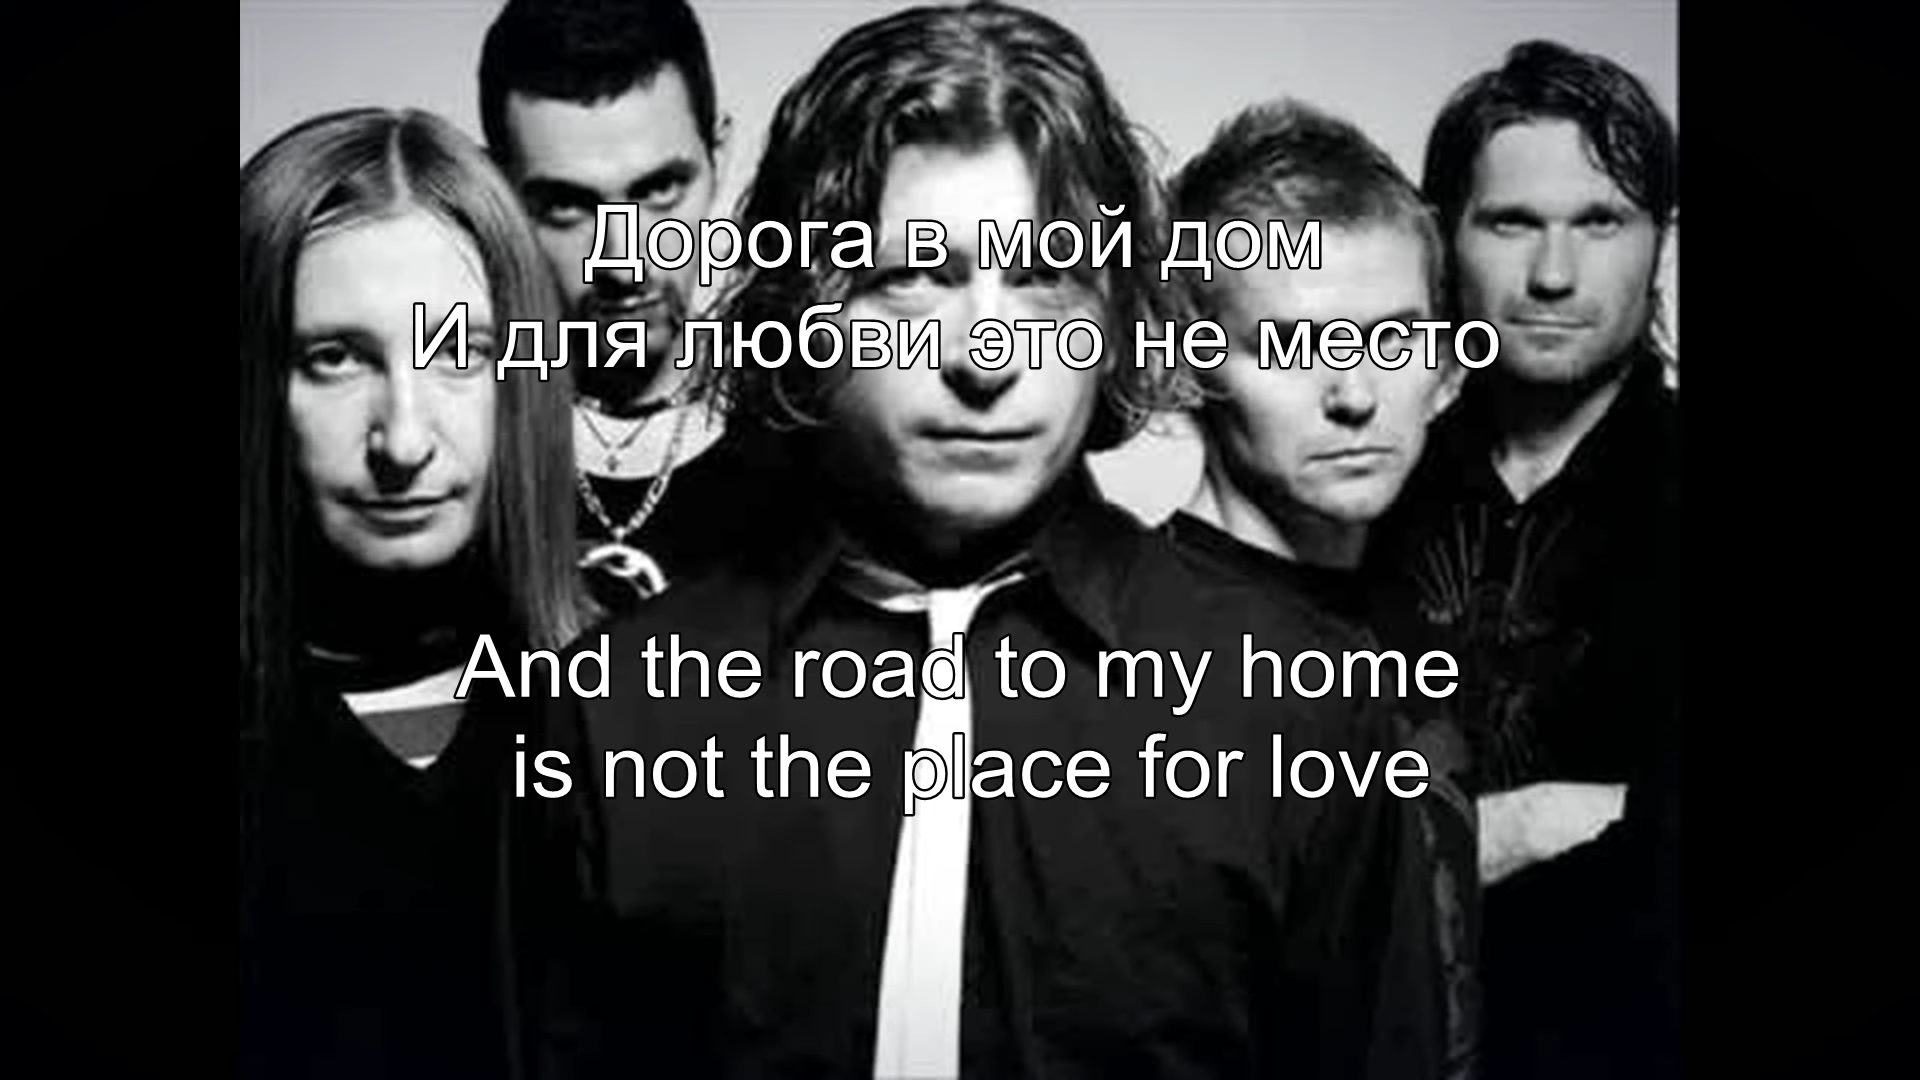 Дорога в мой дом
И для любви это не место
And the road to my home
is not the place for love